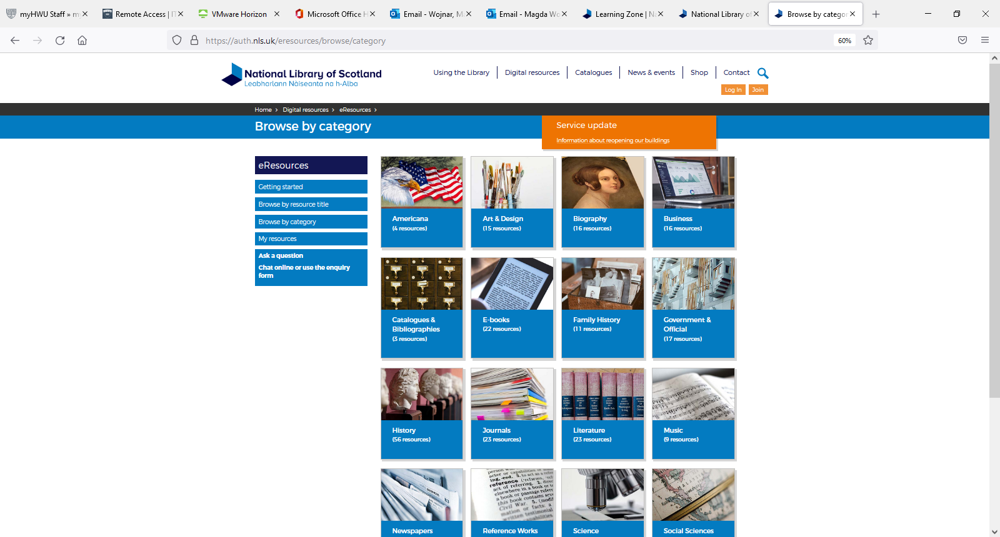 myHWU Staff » my
Remote Access | IT
VMware Horizon
Microsoft Office H
Email - Wojnar, M
Email - Magda Wo
Learning Zone | Na
National Library of
Browse by categor
https://auth.nls.uk/eresources/browse/category
60%
National Library of Scotland
Leabharlann Nàiseanta na h-Alba
Using the Library
Digital resources
Catalogues
News & events
Shop
Contact
Log In
Join
Home > Digital resources > eResources >
Browse by category
Service update
Information about reopening our buildings
eResources
Getting started
Browse by resource title
Browse by category
My resources
Ask a question
Chat online or use the enquiry
form
Americana
(4 resources)
Art & Design
(15 resources)
Biography
(16 resources)
Business
(16 resources)
Catalogues &
Bibliographies
(3 resources)
E-books
(22 resources)
Family History
(11 resources)
Government &
Official
(17 resources)
History
(56 resources)
Journals
(23 resources)
Literature
(23 resources)
Music
(9 resources)
Newspapers
reference
Reference Works
Science
Social Sciences